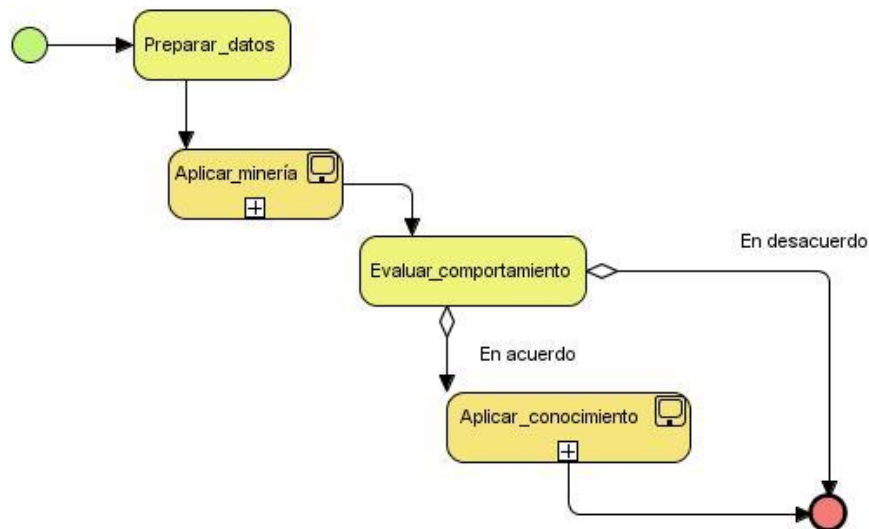 Preparar_datos
Aplicar_minería
En desacuerdo
Evaluar_comportamiento
En acuerdo
Aplicar_conocimiento